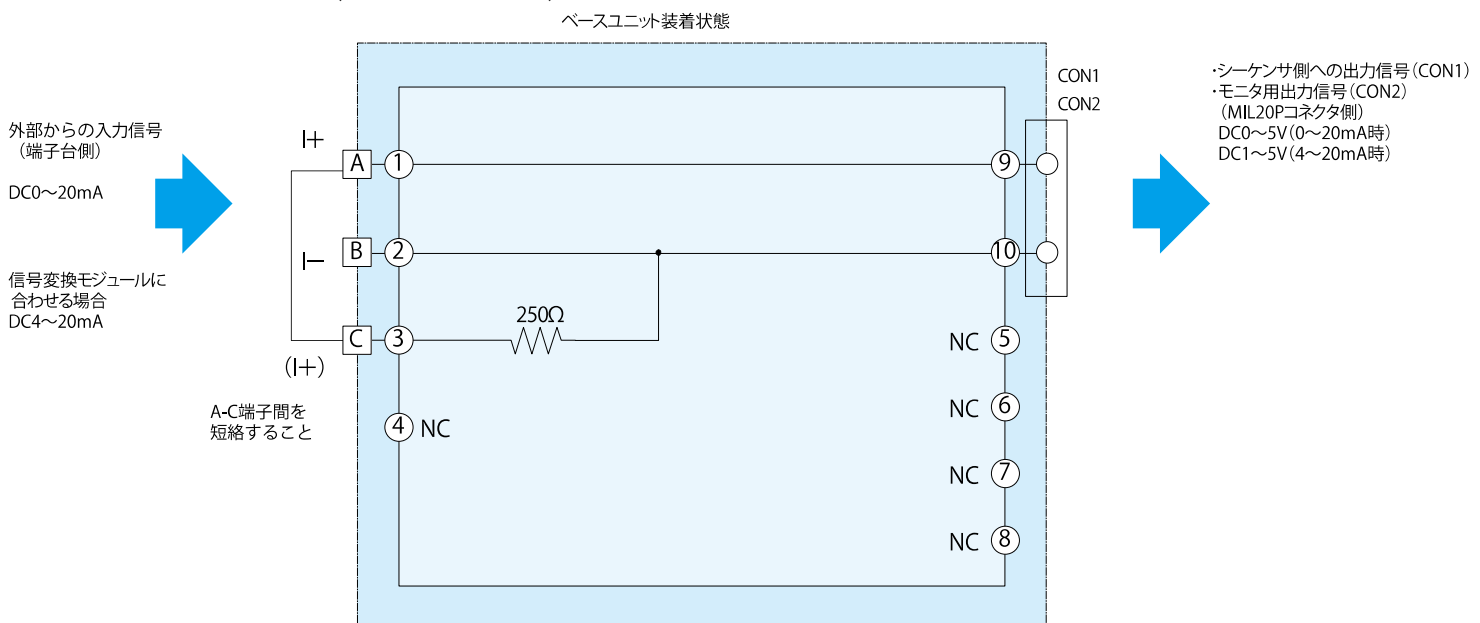 ベースユニット装着状態
CON1
CON2
・シーケンサ側への出力信号(CON1)
・モニタ用出力信号(CON2)
(MIL20Pコネクタ側)
DC0～5V(0～20mA時)
DC1～5V(4～20mA時)
外部からの入力信号
(端子台側)
DC0～20mA
信号変換モジュールに
合わせる場合
DC4～20mA
I+
A
1
9
I−
B
2
10
250Ω
C
3
(I+)
NC
5
A-C端子間を
短絡すること
4
NC
NC
6
NC
7
NC
8